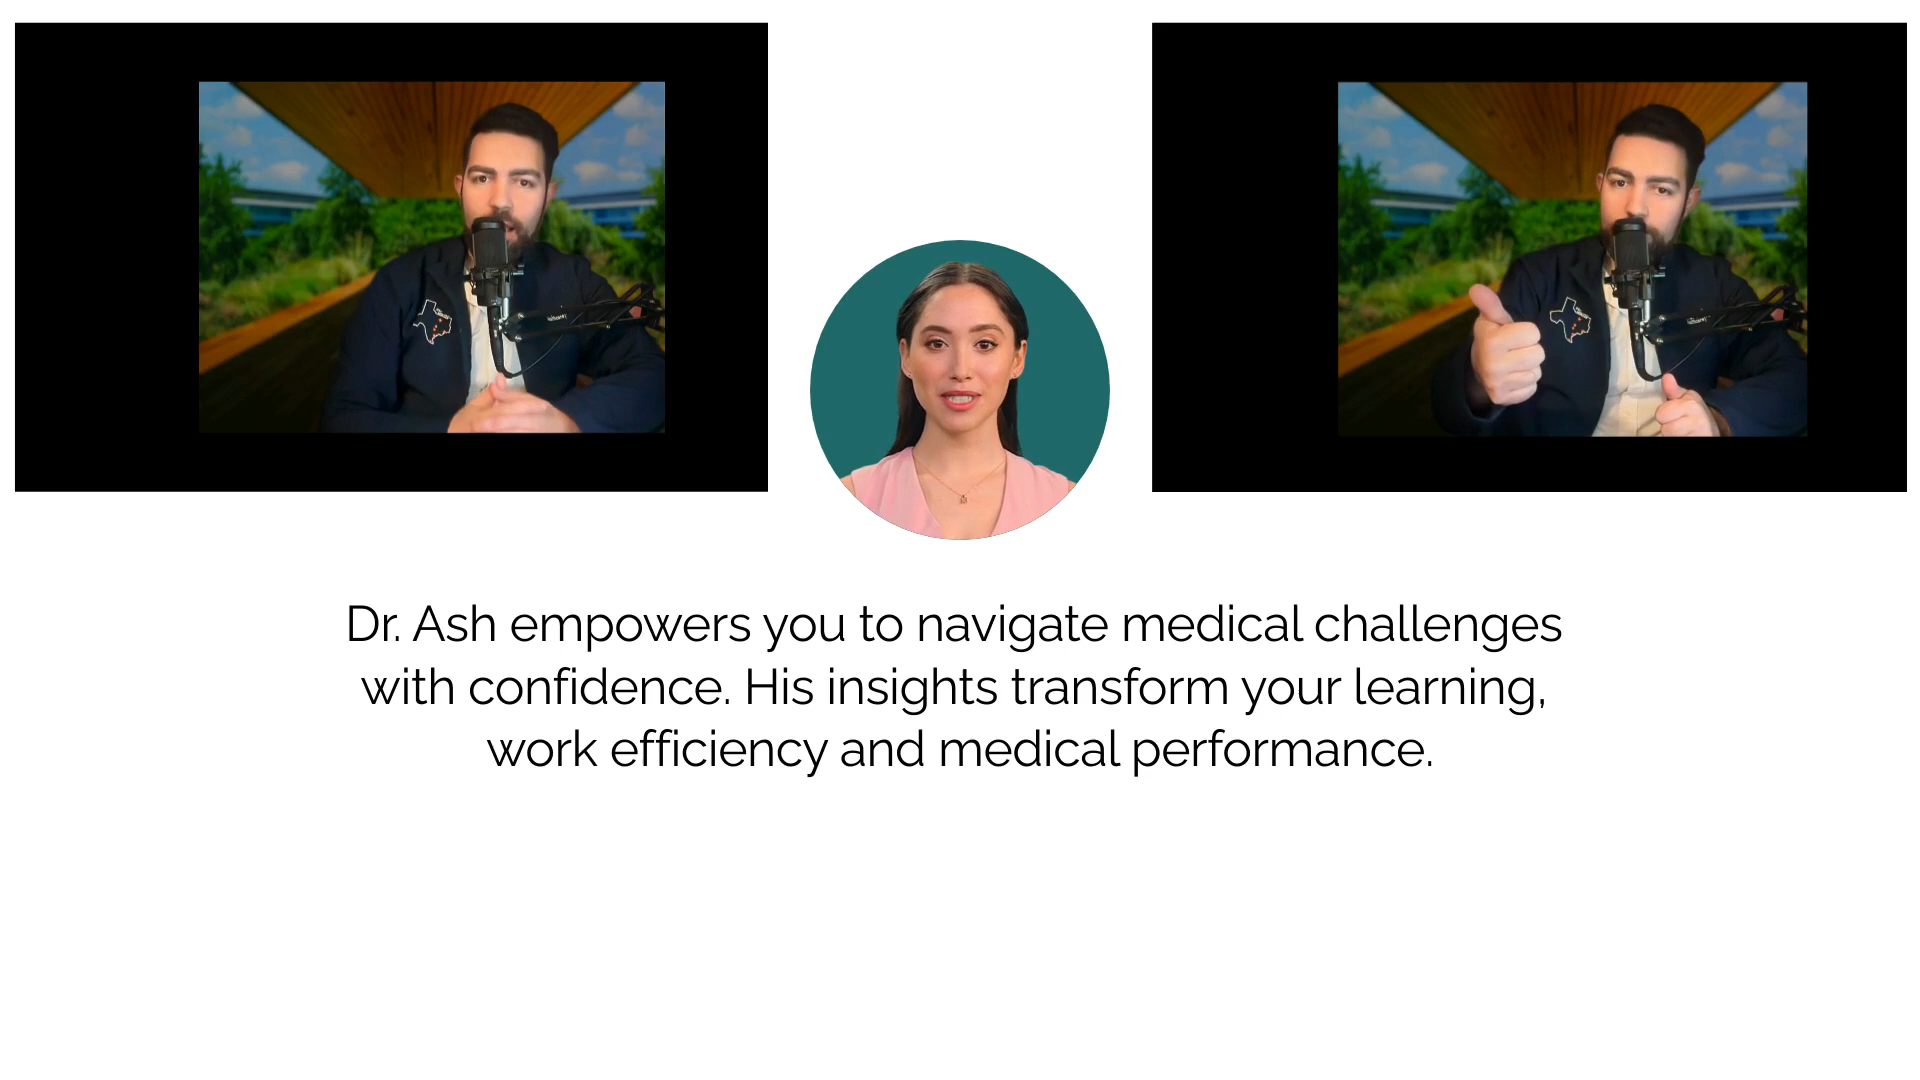 Dr. Ash empowers you to navigate medical challenges
with confidence. His insights transform your learning,
work efficiency and medical performance.